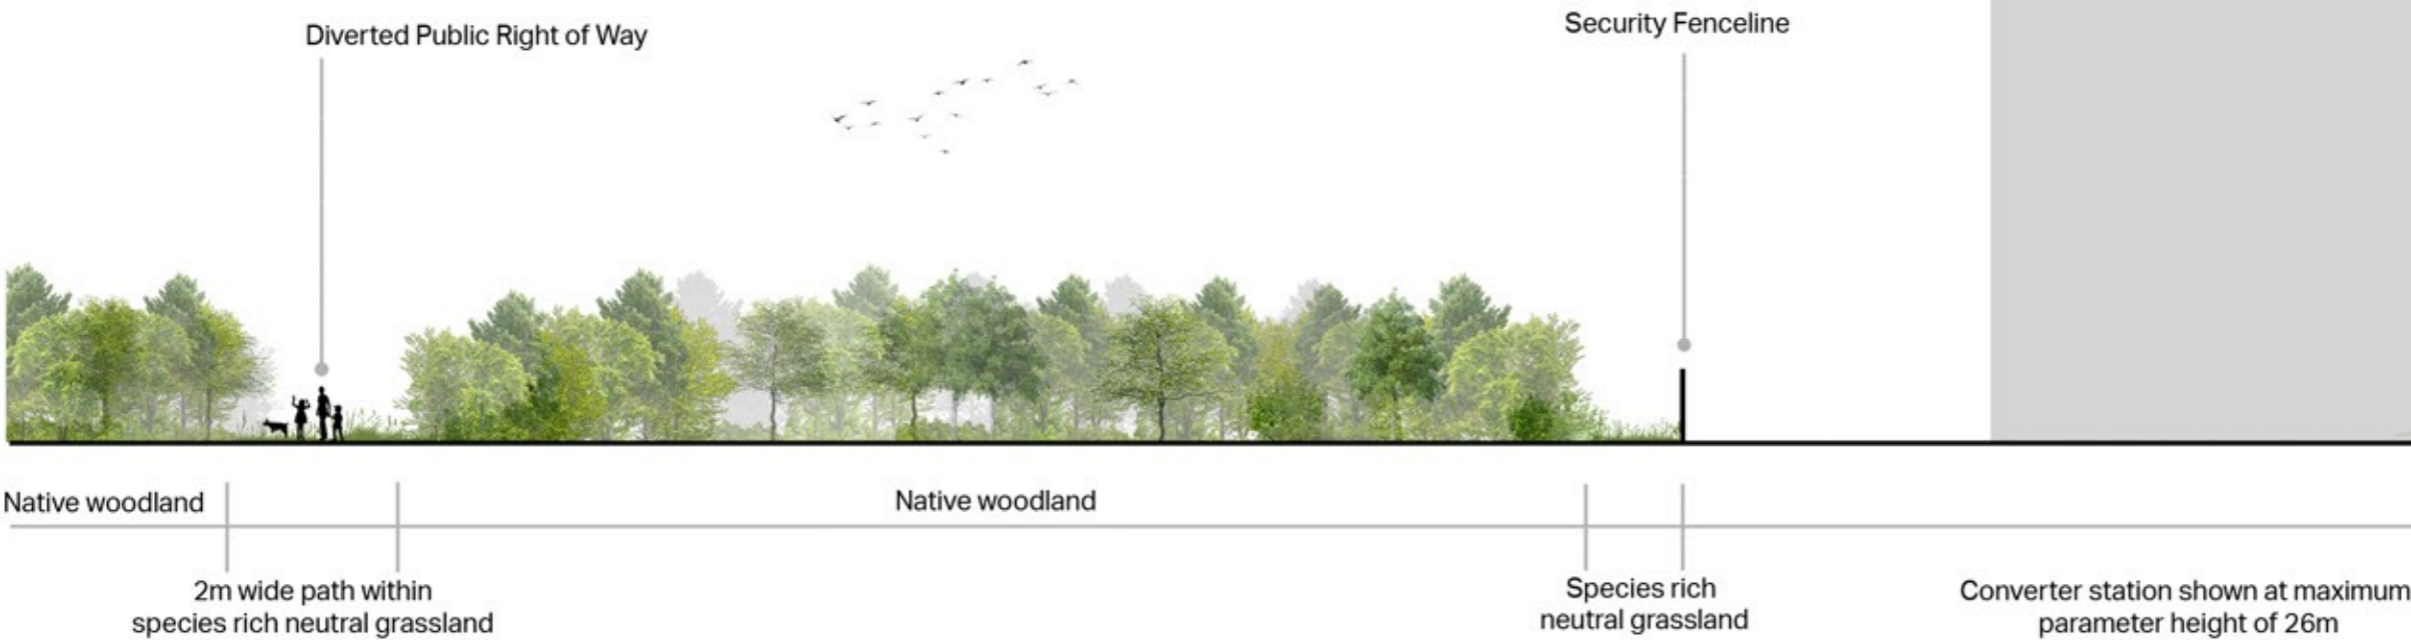 Diverted Public Right of Way
Security Fenceline
Native woodland
Native woodland
2m wide path within
species rich neutral grassland
Species rich
neutral grassland
Converter station shown at maximum
parameter height of 26m